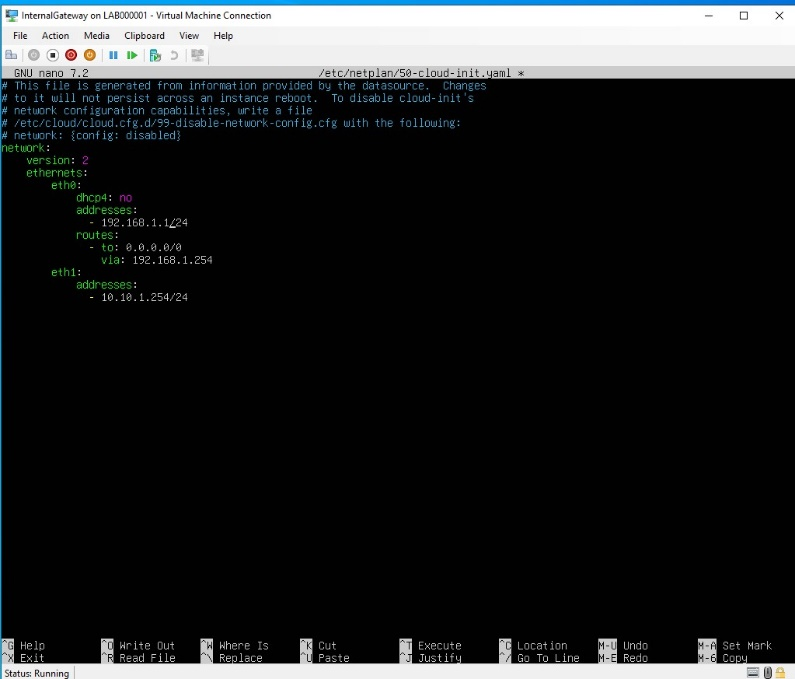 InternalGateway on LAB000001 - Virtual Machine Connection
File Action Media Clipboard View Help
GNU nano 7.2 /etc/netplan/50-cloud-init.yaml *
# This file is generated from information provided by the datasource.  Changes
# to it will not persist across an instance reboot.  To disable cloud-init's
# network configuration capabilities, write a file
# /etc/cloud/cloud.cfg.d/99-disable-network-config.cfg with the following:
# network: {config: disabled}
network:
    version: 2
    ethernets:
        eth0:
            dhcp4: no
            addresses:
              - 192.168.1.1/24
            routes:
              - to: 0.0.0.0/0
                via: 192.168.1.254
        eth1:
            addresses:
              - 10.10.1.254/24
^G Help ^O Write Out ^W Where Is ^K Cut ^T Execute ^C Location M-U Undo M-A Set Mark
^X Exit ^R Read File ^\ Replace ^U Paste ^J Justify ^/ Go To Line M-E Redo M-6 Copy
Status: Running